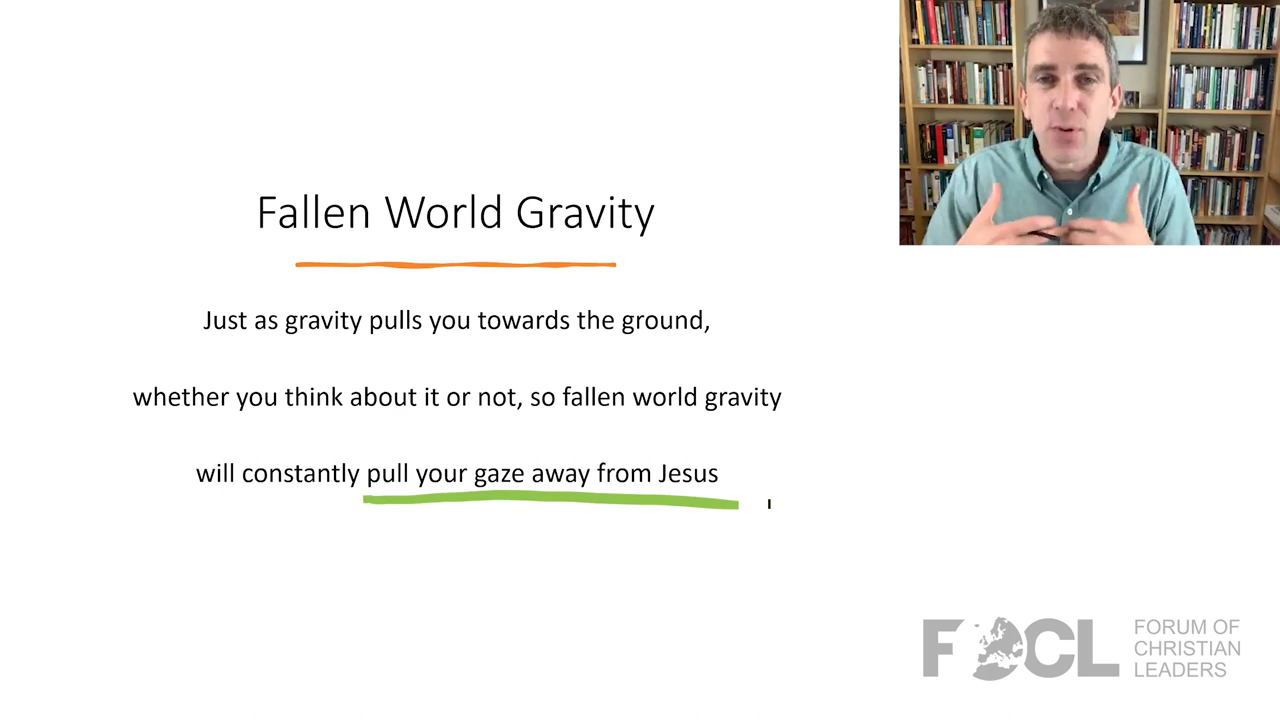 Fallen World Gravity
Just as gravity pulls you towards the ground,
whether you think about it or not, so fallen world gravity
will constantly pull your gaze away from Jesus
FOCL
FORUM OF
CHRISTIAN
LEADERS